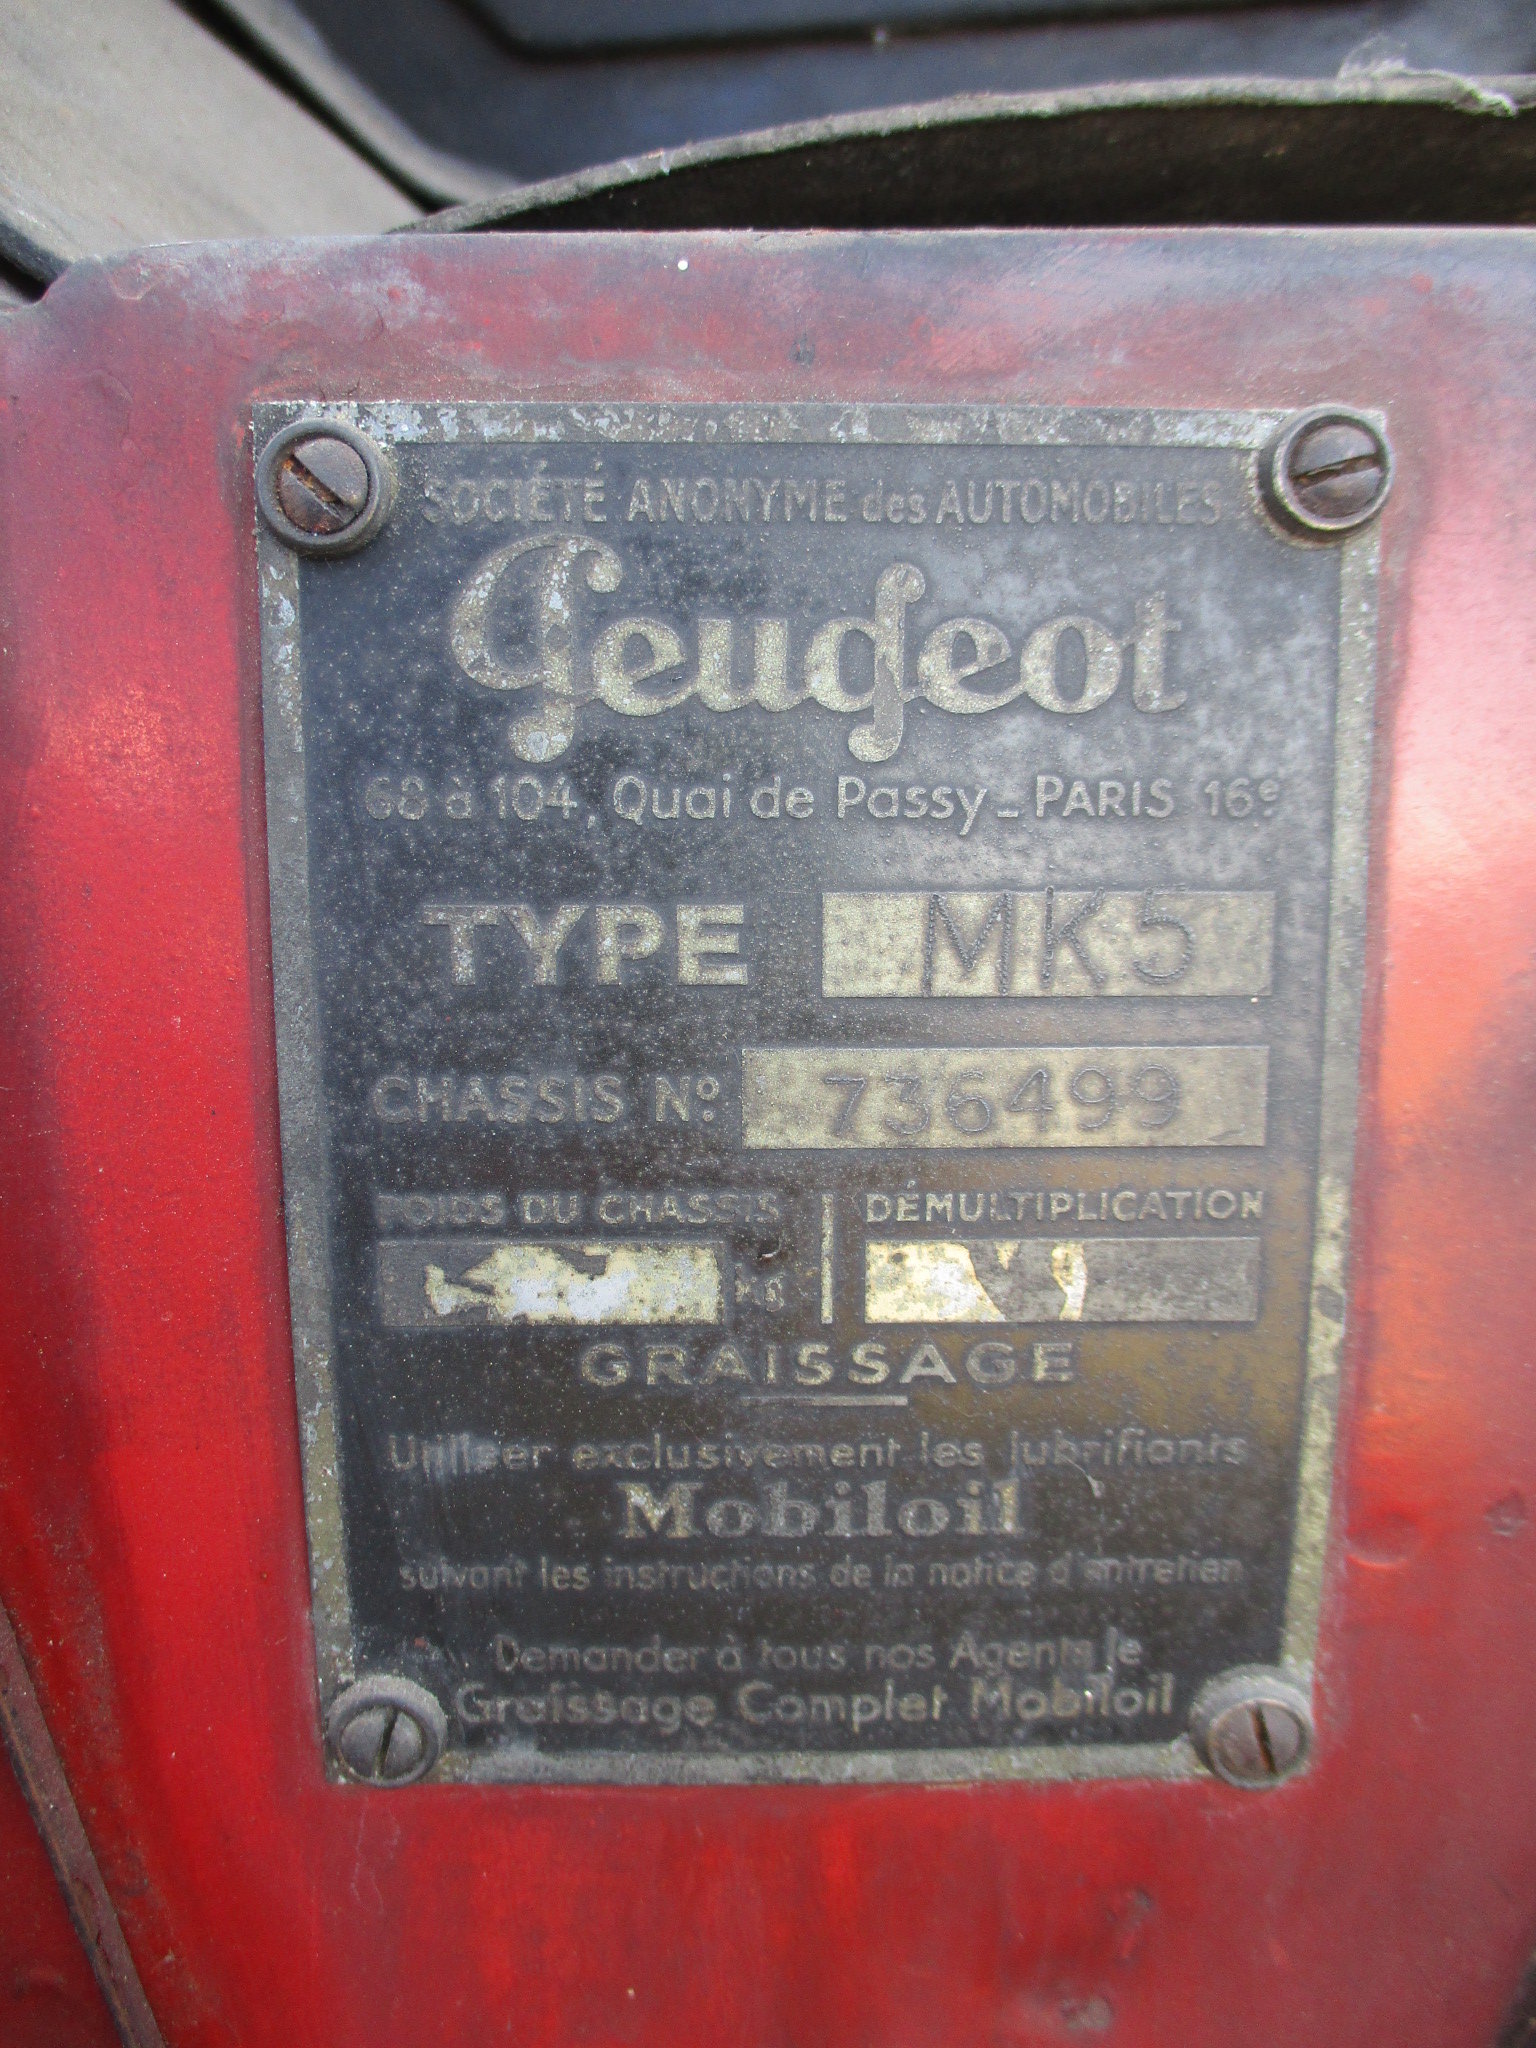 SOCIÉTÉ ANONYME des AUTOMOBILES
Peugeot
68 à 104, Quai de Passy _ PARIS 16e
TYPE MK5
CHASSIS No: 736499
POIDS DU CHASSIS DÉMULTIPLICATION
KG
GRAISSAGE
Utiliser exclusivement les lubrifiants
Mobiloil
suivant les instructions de la notice d'entretien
Demander à tous nos Agents le
Graissage Complet Mobiloil